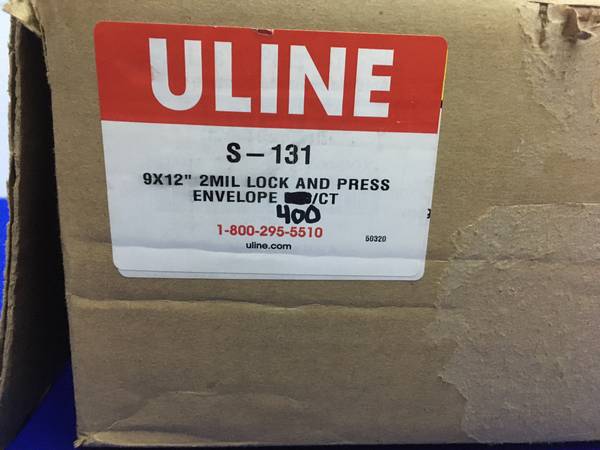 ULINE
S-131
9X12" 2MIL LOCK AND PRESS
ENVELOPE /CT
400
1-800-295-5510
uline.com
50320